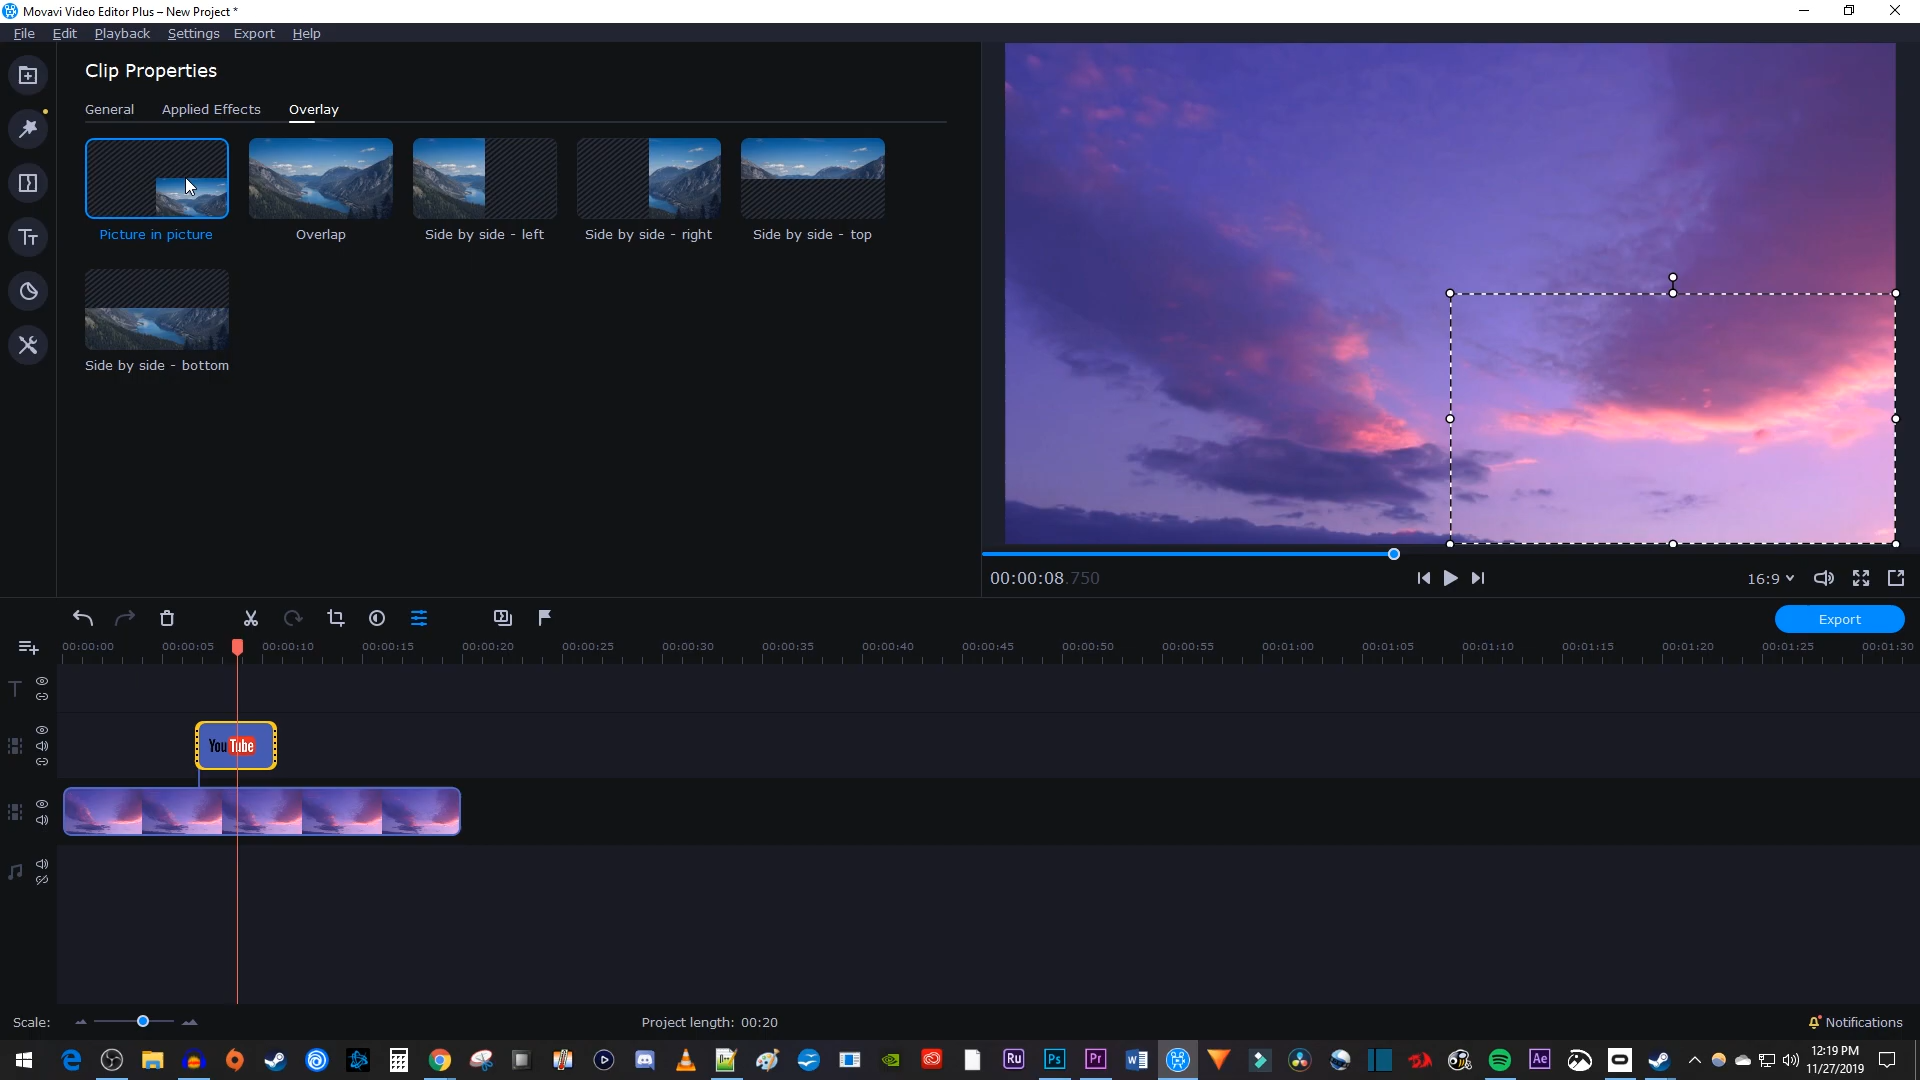 Movavi Video Editor Plus – New Project *
File Edit Playback Settings Export Help
Clip Properties
General Applied Effects Overlay
Picture in picture Overlap Side by side - left Side by side - right Side by side - top
Side by side - bottom
00:00:08.750
16:9
Export
00:00:00 00:00:05 00:00:10 00:00:15 00:00:20 00:00:25 00:00:30 00:00:35 00:00:40 00:00:45 00:00:50 00:00:55 00:01:00 00:01:05 00:01:10 00:01:15 00:01:20 00:01:25 00:01:30
YouTube
Scale:
Project length: 00:20
Notifications
Ru Ps Pr Ae
12:19 PM
11/27/2019